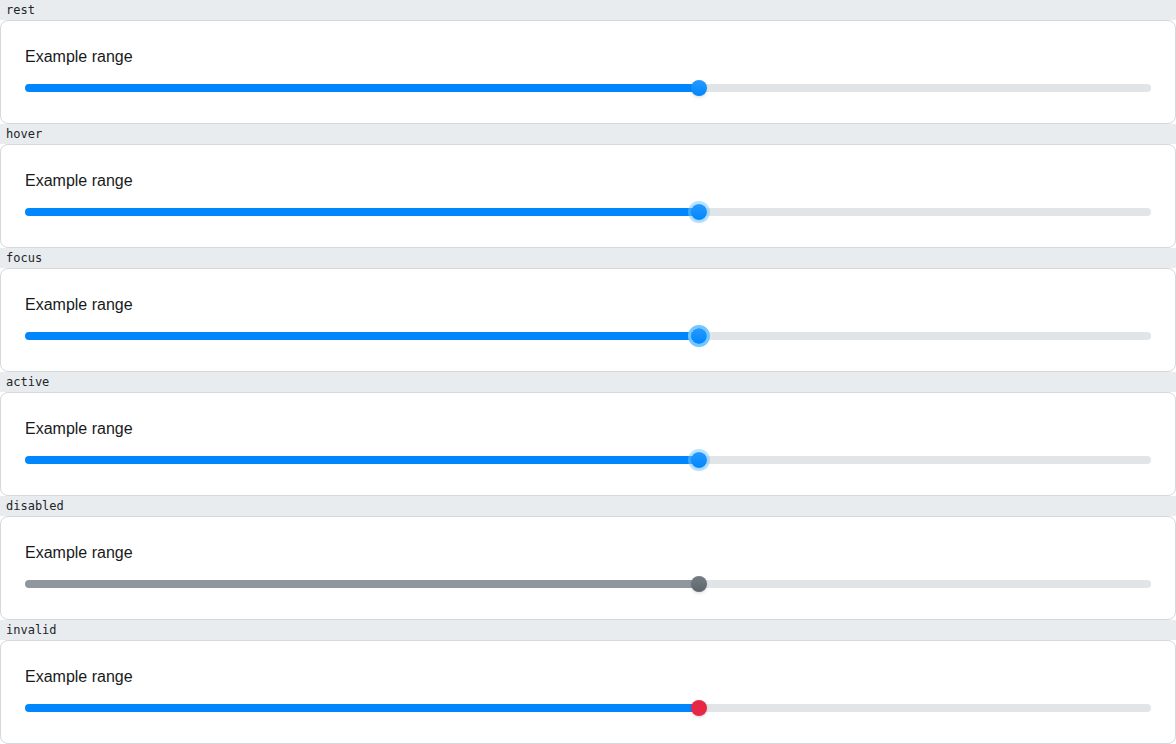 rest
Example range
hover
Example range
focus
Example range
active
Example range
disabled
Example range
invalid
Example range